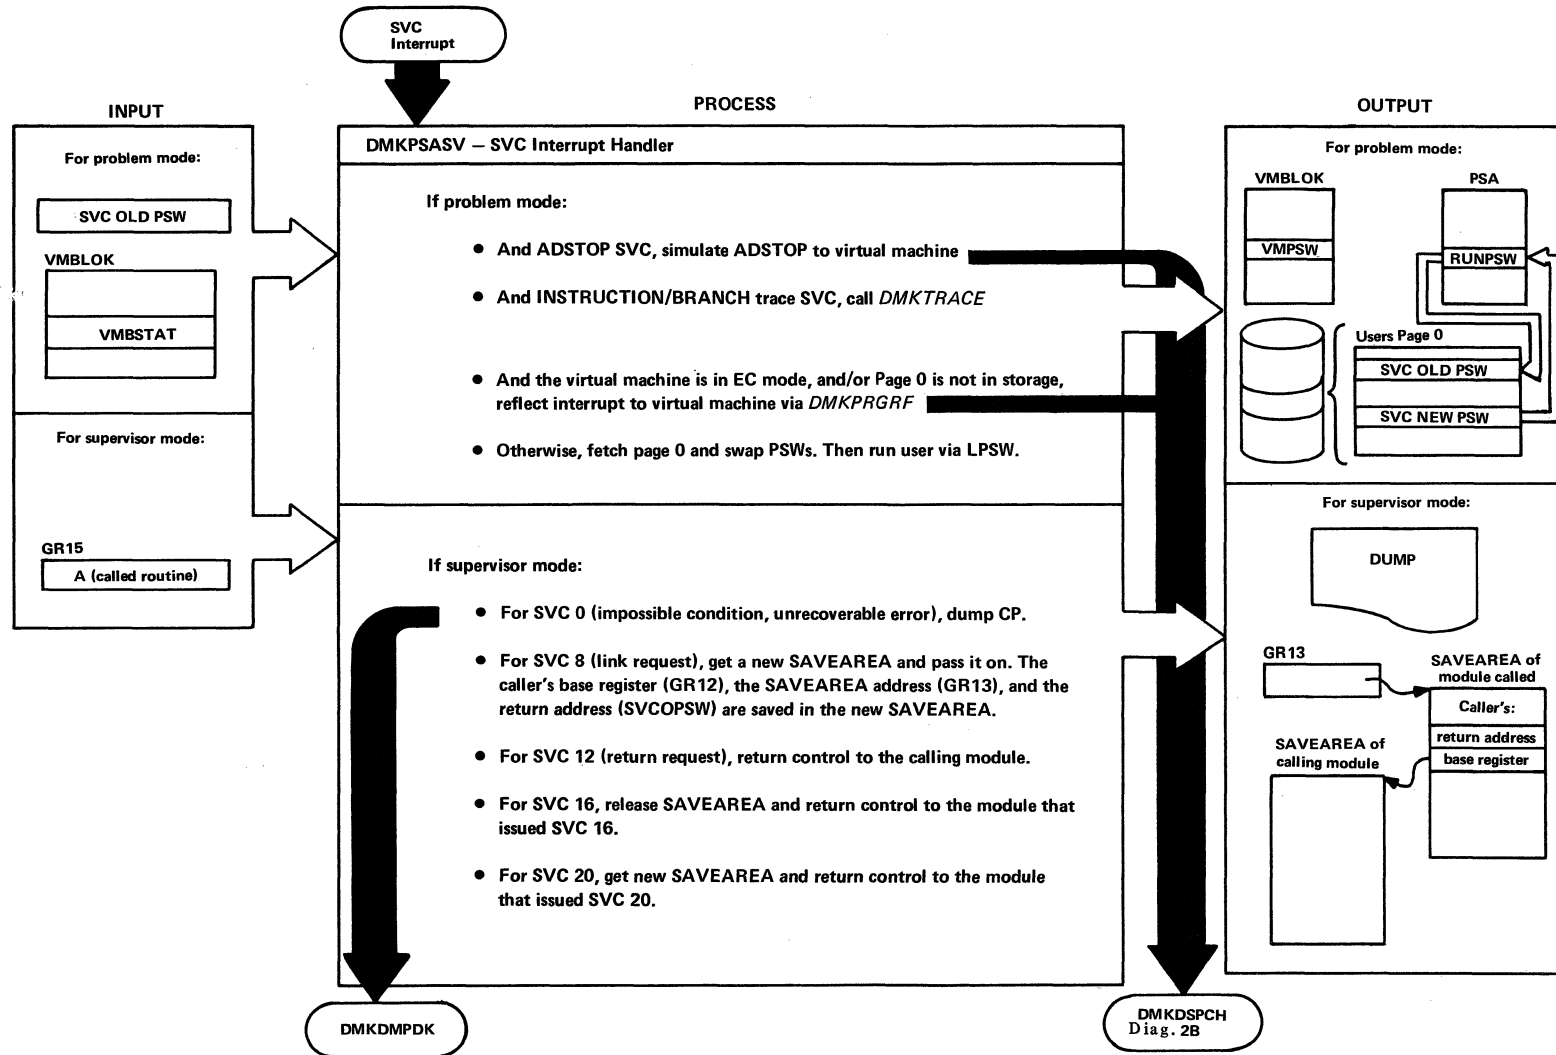 SVC
Interrupt
INPUT
PROCESS
OUTPUT
For problem mode:
SVC OLD PSW
VMBLOK
VMBSTAT
For supervisor mode:
GR15
A (called routine)
DMKPSASV — SVC Interrupt Handler
If problem mode:
● And ADSTOP SVC, simulate ADSTOP to virtual machine
● And INSTRUCTION/BRANCH trace SVC, call DMKTRACE
● And the virtual machine is in EC mode, and/or Page 0 is not in storage,
reflect interrupt to virtual machine via DMKPRGRF
● Otherwise, fetch page 0 and swap PSWs. Then run user via LPSW.
If supervisor mode:
● For SVC 0 (impossible condition, unrecoverable error), dump CP.
● For SVC 8 (link request), get a new SAVEAREA and pass it on. The
caller's base register (GR12), the SAVEAREA address (GR13), and the
return address (SVCOPSW) are saved in the new SAVEAREA.
● For SVC 12 (return request), return control to the calling module.
● For SVC 16, release SAVEAREA and return control to the module that
issued SVC 16.
● For SVC 20, get new SAVEAREA and return control to the module
that issued SVC 20.
For problem mode:
VMBLOK
VMPSW
PSA
RUNPSW
Users Page 0
SVC OLD PSW
SVC NEW PSW
For supervisor mode:
DUMP
GR13
SAVEAREA of
module called
Caller's:
return address
base register
SAVEAREA of
calling module
DMKDMPDK
DMKDSPCH
Diag. 2B